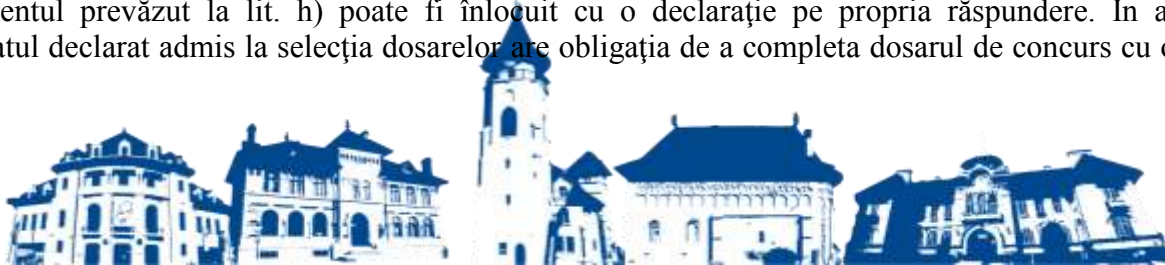 entul prevăzut la lit. h) poate fi înlocuit cu o declaraţie pe propria răspundere. In a
atul declarat admis la selecţia dosarelor are obligaţia de a completa dosarul de concurs cu